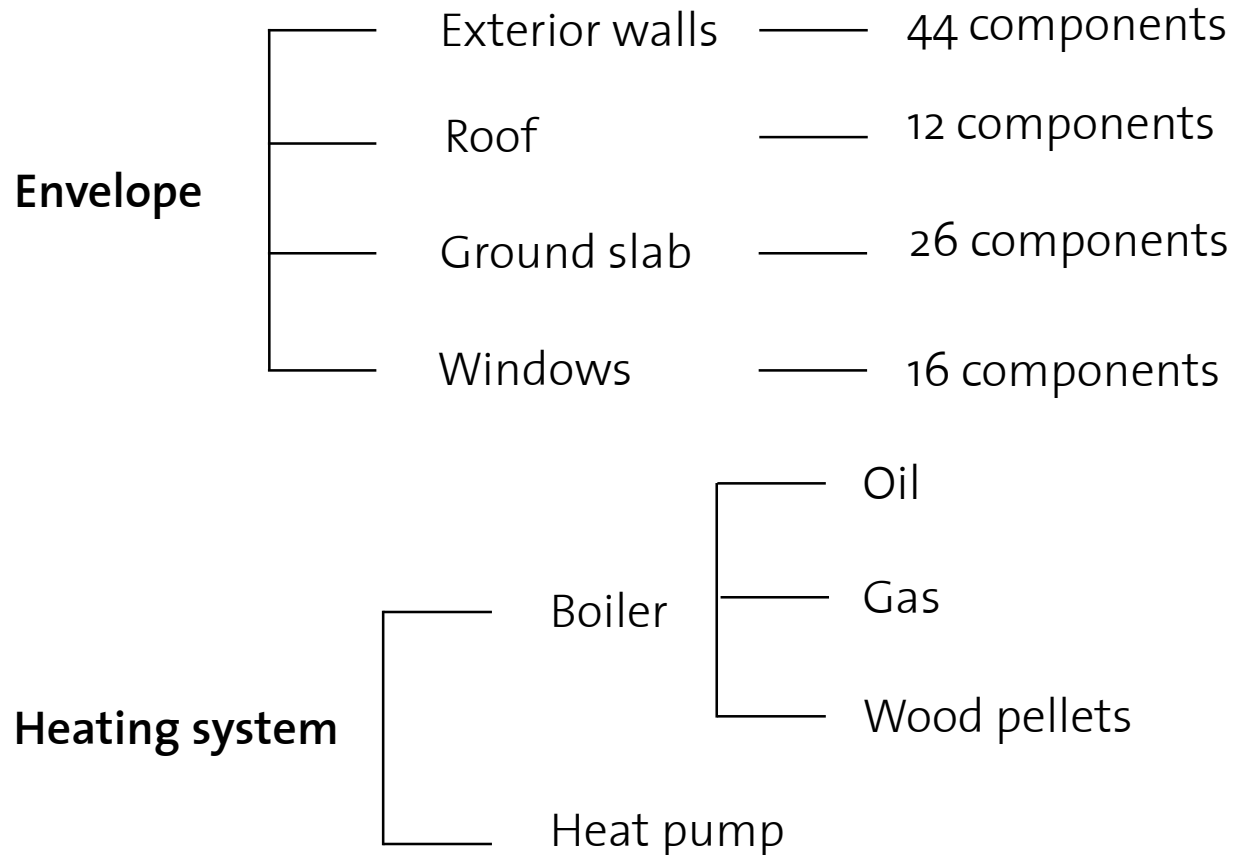 Exterior walls 44 components
Roof 12 components
Envelope
Ground slab 26 components
Windows 16 components
Oil
Boiler Gas
Wood pellets
Heating system
Heat pump